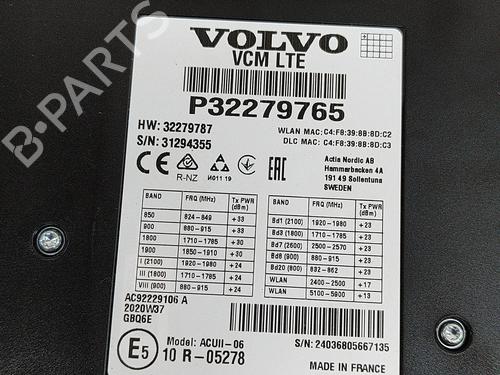 VOLVO
VCM LTE
P32279765
HW: 32279787
S/N: 31294355
WLAN MAC: C4:F8:39:8B:8D:C2
DLC MAC: C4:F8:39:8B:8D:C3
R-NZ
И011 19
Actia Nordic AB
Hammarbacken 4A
191 49 Sollentuna
SWEDEN
BAND FRQ (MHz) Tx PWR (dBm)
850 824-849 +33
900 880-915 +33
1800 1710-1785 +30
1900 1850-1910 +30
I (2100) 1920-1980 +24
III (1800) 1710-1785 +24
VIII (900) 880-915 +24
BAND FRQ (MHz) Tx PWR (dBm)
Bd1 (2100) 1920-1980 +23
Bd3 (1800) 1710-1785 +23
Bd7 (2600) 2500-2570 +23
Bd8 (900) 880-915 +23
Bd20 (800) 832-862 +23
WLAN 2400-2500 +17
WLAN 5100-5900 +13
AC92229106 A
2020W37
GBQ6E
S/N: 24036805667135
E5
Model: ACUII-06
10 R-05278
MADE IN FRANCE
B-PARTS